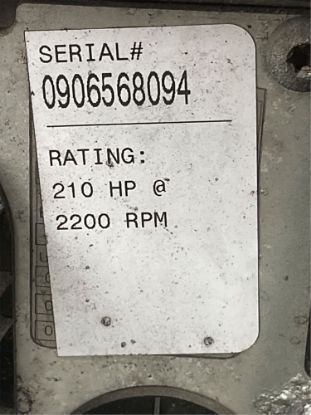 SERIAL#
0906568094
RATING:
210 HP @
2200 RPM